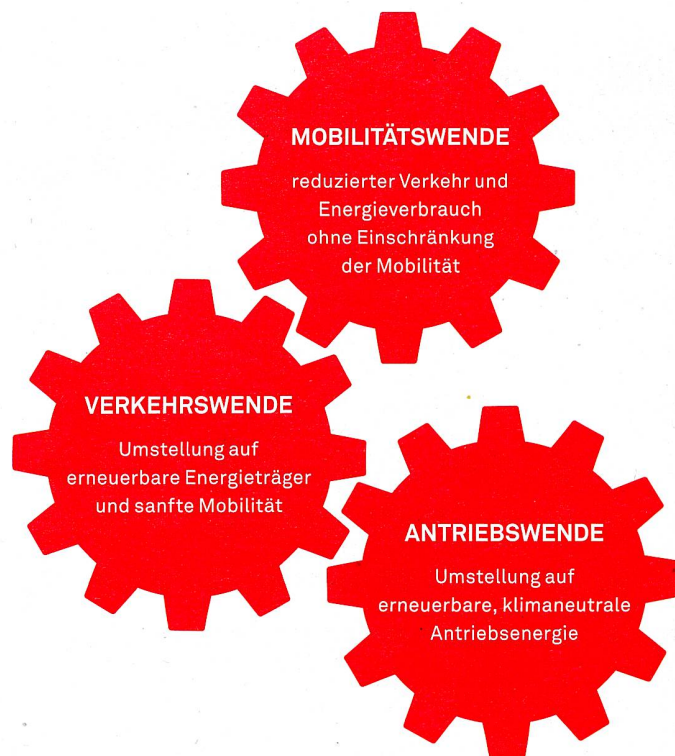 MOBILITÄTSWENDE
reduzierter Verkehr und
Energieverbrauch
ohne Einschränkung
der Mobilität
VERKEHRSWENDE
Umstellung auf
erneuerbare Energieträger
und sanfte Mobilität
ANTRIEBSWENDE
Umstellung auf
erneuerbare, klimaneutrale
Antriebsenergie